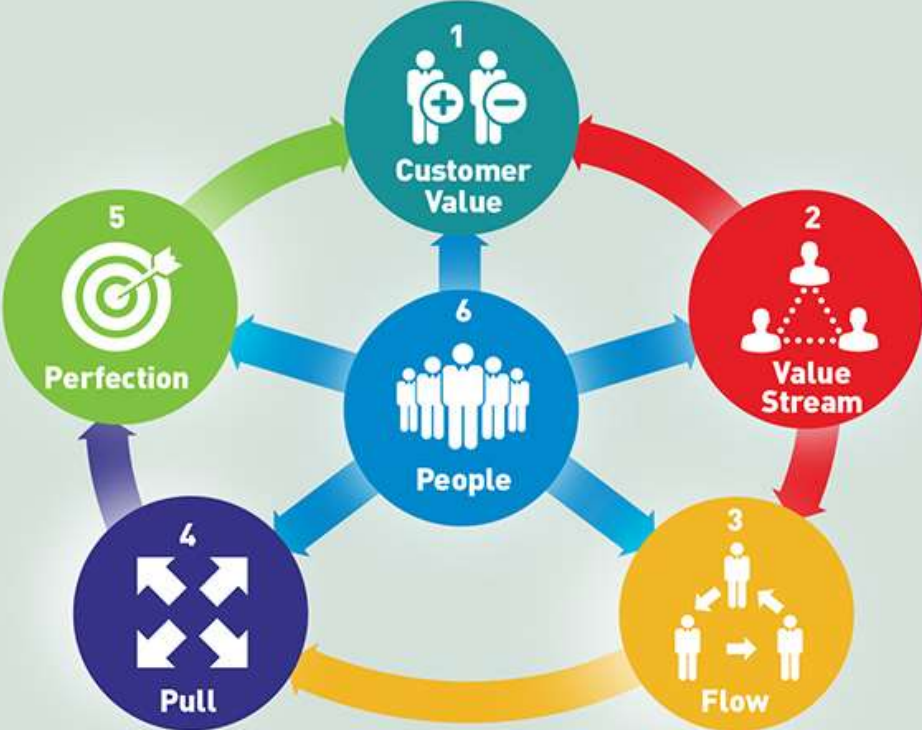 1
Customer
Value
2
Value
Stream
3
Flow
4
Pull
5
Perfection
6
People